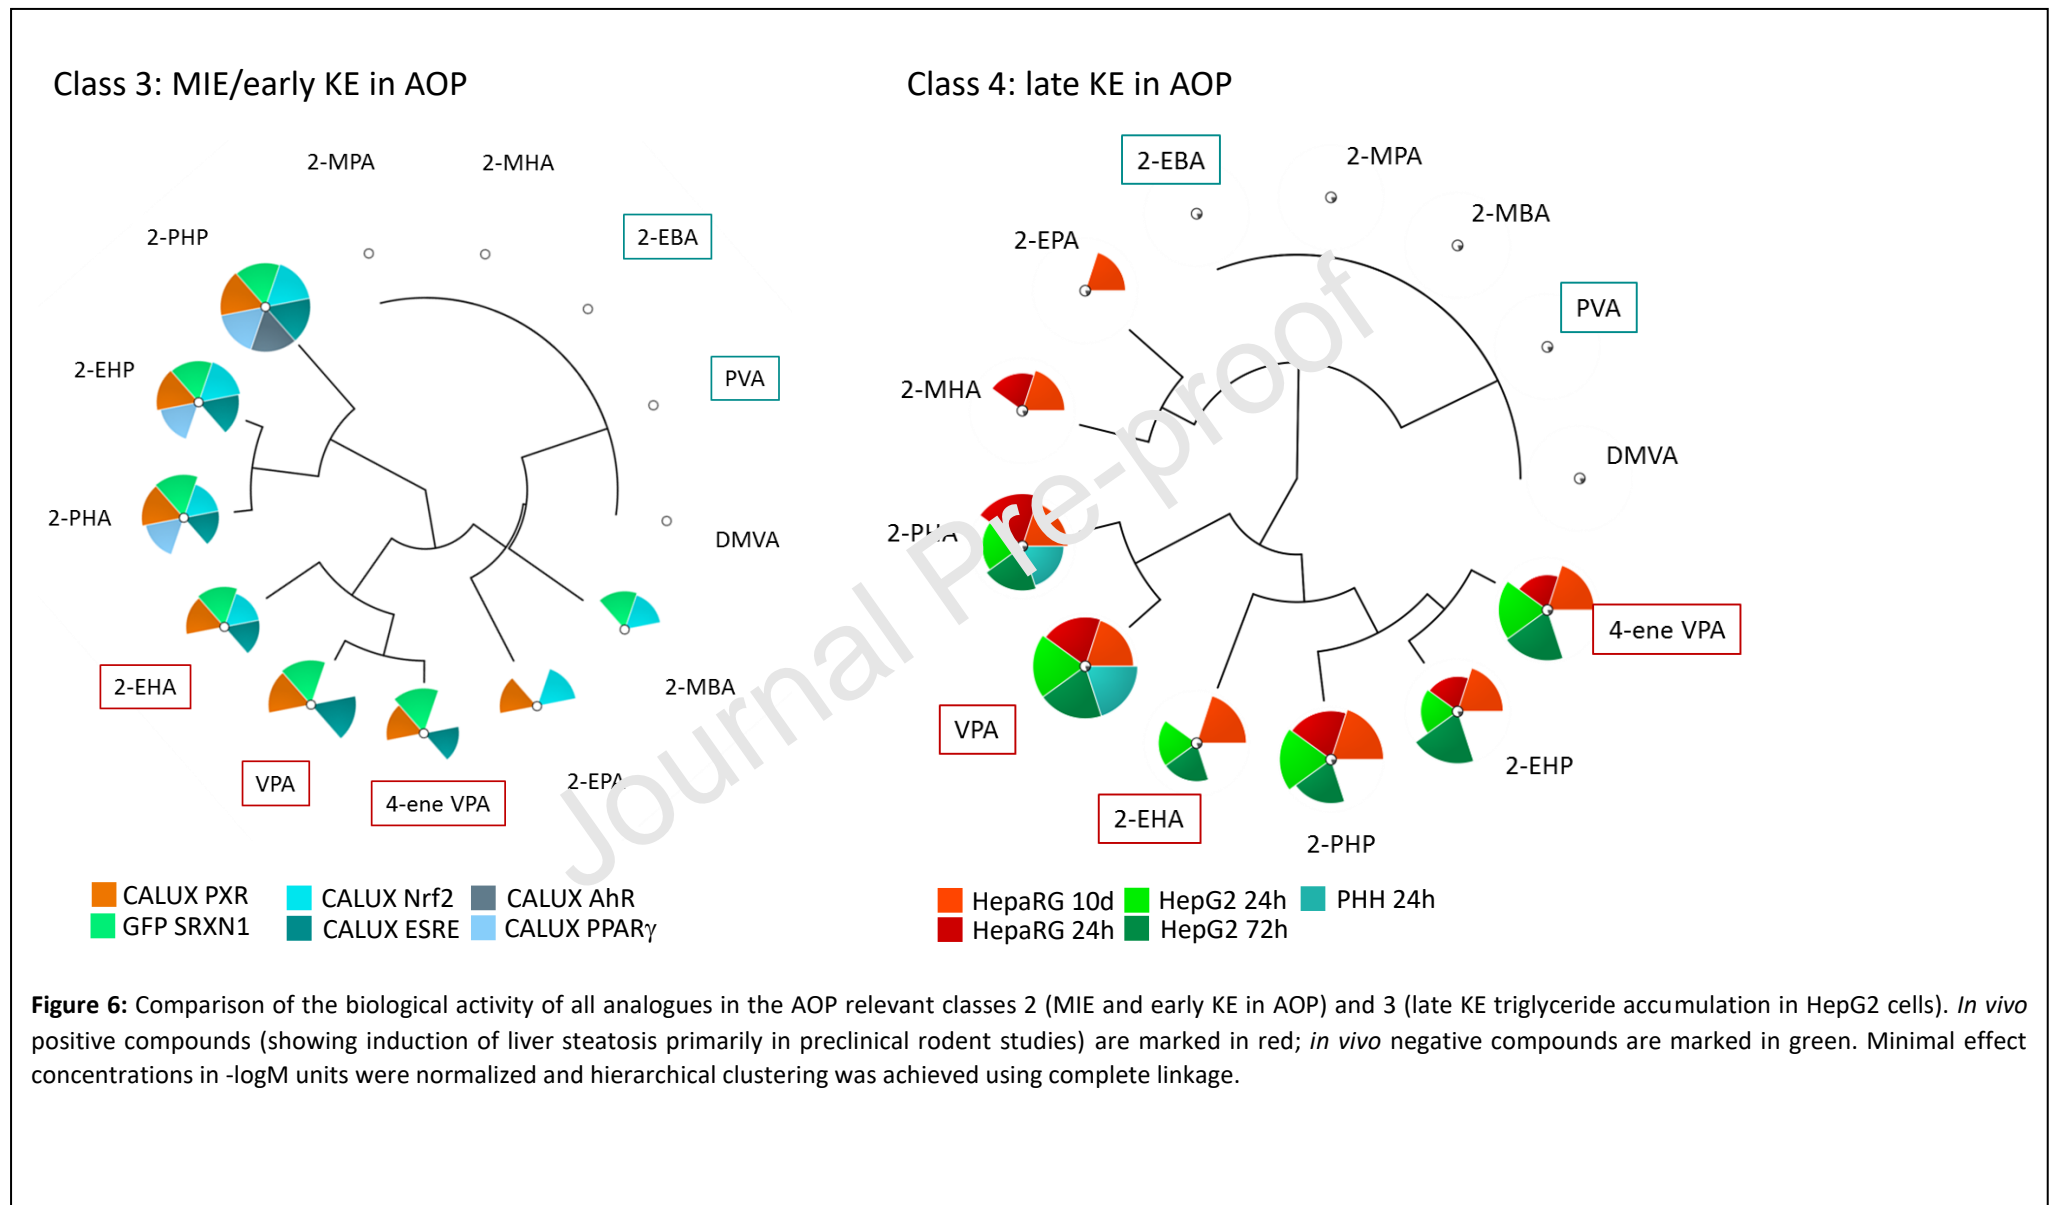 Class 3: MIE/early KE in AOP
2-MPA
2-MHA
2-PHP
2-EBA
2-EHP
PVA
2-PHA
DMVA
2-EHA
2-MBA
VPA
4-ene VPA
2-EPA
CALUX PXR
CALUX Nrf2
CALUX AhR
GFP SRXN1
CALUX ESRE
CALUX PPARγ
Class 4: late KE in AOP
2-EBA
2-MPA
2-MBA
2-EPA
PVA
2-MHA
DMVA
2-PHA
4-ene VPA
VPA
2-EHP
2-EHA
2-PHP
HepaRG 10d
HepG2 24h
PHH 24h
HepaRG 24h
HepG2 72h
Journal Pre-proof
Figure 6: Comparison of the biological activity of all analogues in the AOP relevant classes 2 (MIE and early KE in AOP) and 3 (late KE triglyceride accumulation in HepG2 cells). In vivo
positive compounds (showing induction of liver steatosis primarily in preclinical rodent studies) are marked in red; in vivo negative compounds are marked in green. Minimal effect
concentrations in -logM units were normalized and hierarchical clustering was achieved using complete linkage.